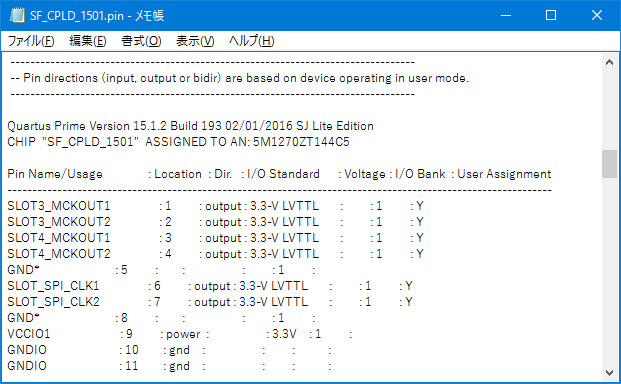 SF_CPLD_1501.pin - メモ帳
ファイル(F) 編集(E) 書式(O) 表示(V) ヘルプ(H)
---------------------------------------------------------------------------------
-- Pin directions (input, output or bidir) are based on device operating in user mode.
---------------------------------------------------------------------------------
Quartus Prime Version 15.1.2 Build 193 02/01/2016 SJ Lite Edition
CHIP "SF_CPLD_1501" ASSIGNED TO AN: 5M1270ZT144C5
Pin Name/Usage : Location : Dir. : I/O Standard : Voltage : I/O Bank : User Assignment
-------------------------------------------------------------------------------------------------------------
SLOT3_MCKOUT1 : 1 : output : 3.3-V LVTTL : : 1 : Y
SLOT3_MCKOUT2 : 2 : output : 3.3-V LVTTL : : 1 : Y
SLOT4_MCKOUT1 : 3 : output : 3.3-V LVTTL : : 1 : Y
SLOT4_MCKOUT2 : 4 : output : 3.3-V LVTTL : : 1 : Y
GND* : 5 : : : : 1 :
SLOT_SPI_CLK1 : 6 : output : 3.3-V LVTTL : : 1 : Y
SLOT_SPI_CLK2 : 7 : output : 3.3-V LVTTL : : 1 : Y
GND* : 8 : : : : 1 :
VCCIO1 : 9 : power : : 3.3V : 1 :
GNDIO : 10 : gnd : : : :
GNDIO : 11 : gnd : : : :